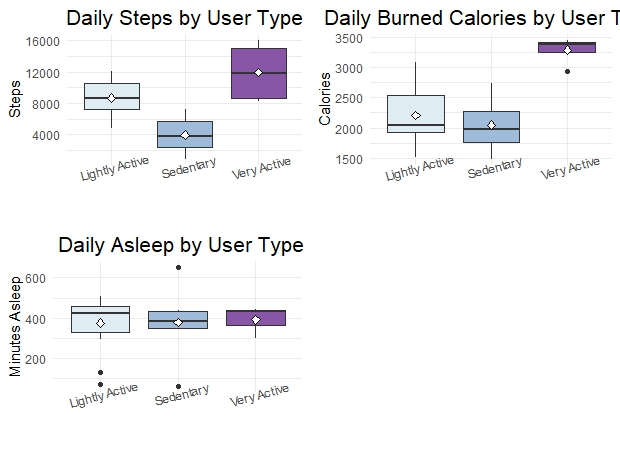 Daily Steps by User Type
Steps
16000
12000
8000
4000
Lightly Active
Sedentary
Very Active
Daily Burned Calories by User T
Calories
3500
3000
2500
2000
1500
Lightly Active
Sedentary
Very Active
Daily Asleep by User Type
Minutes Asleep
600
400
200
Lightly Active
Sedentary
Very Active